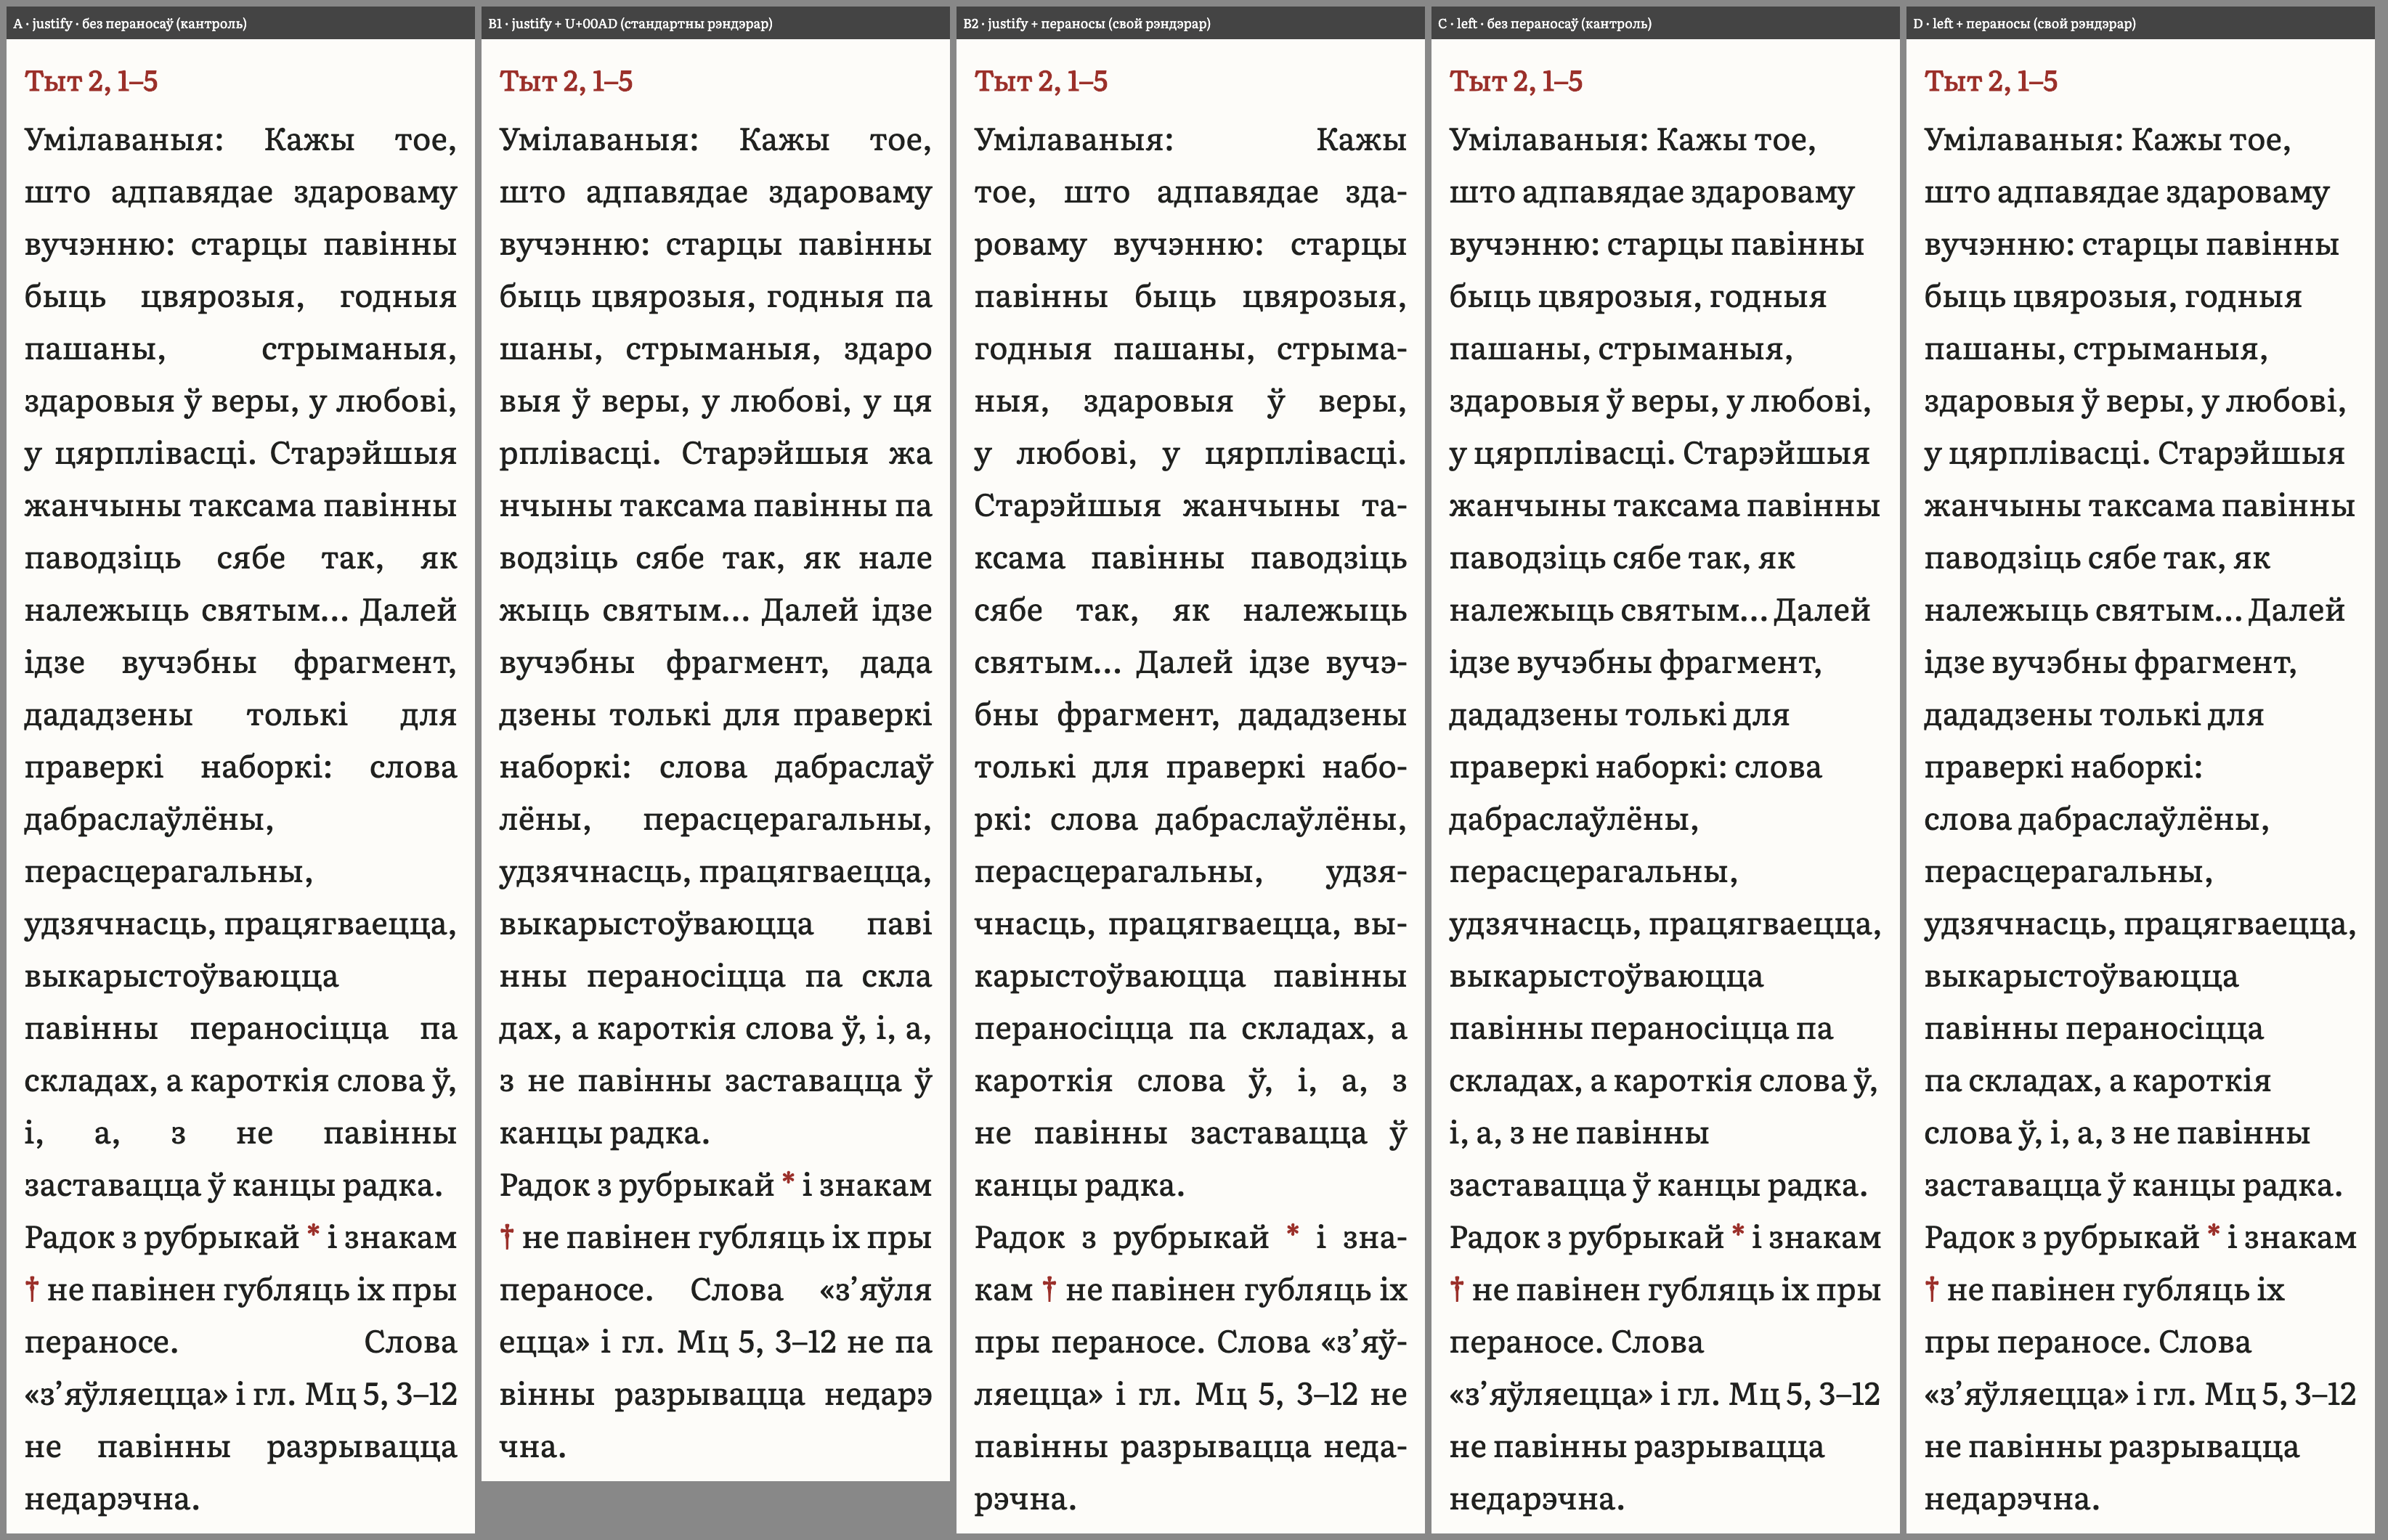 A · justify · без пераносаў (кантроль)
Тыт 2, 1–5
Умілаваныя: Кажы тое,
што адпавядае здароваму
вучэнню: старцы павінны
быць цвярозыя, годныя
пашаны, стрыманыя,
здаровыя ў веры, у любові,
у цярплівасці. Старэйшыя
жанчыны таксама павінны
паводзіць сябе так, як
належыць святым… Далей
ідзе вучэбны фрагмент,
дададзены толькі для
праверкі наборкі: слова
дабраслаўлёны,
перасцерагальны,
удзячнасць, працягваецца,
выкарыстоўваюцца
павінны пераносіцца па
складах, а кароткія слова ў,
і, а, з не павінны
заставацца ў канцы радка.
Радок з рубрыкай * і знакам
† не павінен губляць іх пры
пераносе. Слова
«з’яўляецца» і гл. Мц 5, 3–12
не павінны разрывацца
недарэчна.
B1 · justify + U+00AD (стандартны рэндэрар)
Тыт 2, 1–5
Умілаваныя: Кажы тое,
што адпавядае здароваму
вучэнню: старцы павінны
быць цвярозыя, годныя па
шаны, стрыманыя, здаро
выя ў веры, у любові, у ця
рплівасці. Старэйшыя жа
нчыны таксама павінны па
водзіць сябе так, як нале
жыць святым… Далей ідзе
вучэбны фрагмент, дада
дзены толькі для праверкі
наборкі: слова дабраслаў
лёны, перасцерагальны,
удзячнасць, працягваецца,
выкарыстоўваюцца паві
нны пераносіцца па скла
дах, а кароткія слова ў, і, а,
з не павінны заставацца ў
канцы радка.
Радок з рубрыкай * і знакам
† не павінен губляць іх пры
пераносе. Слова «з’яўля
ецца» і гл. Мц 5, 3–12 не па
вінны разрывацца недарэ
чна.
B2 · justify + пераносы (свой рэндэрар)
Тыт 2, 1–5
Умілаваныя: Кажы
тое, што адпавядае зда-
роваму вучэнню: старцы
павінны быць цвярозыя,
годныя пашаны, стрыма-
ныя, здаровыя ў веры,
у любові, у цярплівасці.
Старэйшыя жанчыны та-
ксама павінны паводзіць
сябе так, як належыць
святым… Далей ідзе вучэ-
бны фрагмент, дададзены
толькі для праверкі набо-
ркі: слова дабраслаўлёны,
перасцерагальны, удзя-
чнасць, працягваецца, вы-
карыстоўваюцца павінны
пераносіцца па складах, а
кароткія слова ў, і, а, з
не павінны заставацца ў
канцы радка.
Радок з рубрыкай * і зна-
кам † не павінен губляць іх
пры пераносе. Слова «з’яў-
ляецца» і гл. Мц 5, 3–12 не
павінны разрывацца неда-
рэчна.
C · left · без пераносаў (кантроль)
Тыт 2, 1–5
Умілаваныя: Кажы тое,
што адпавядае здароваму
вучэнню: старцы павінны
быць цвярозыя, годныя
пашаны, стрыманыя,
здаровыя ў веры, у любові,
у цярплівасці. Старэйшыя
жанчыны таксама павінны
паводзіць сябе так, як
належыць святым… Далей
ідзе вучэбны фрагмент,
дададзены толькі для
праверкі наборкі: слова
дабраслаўлёны,
перасцерагальны,
удзячнасць, працягваецца,
выкарыстоўваюцца
павінны пераносіцца па
складах, а кароткія слова ў,
і, а, з не павінны
заставацца ў канцы радка.
Радок з рубрыкай * і знакам
† не павінен губляць іх пры
пераносе. Слова
«з’яўляецца» і гл. Мц 5, 3–12
не павінны разрывацца
недарэчна.
D · left + пераносы (свой рэндэрар)
Тыт 2, 1–5
Умілаваныя: Кажы тое,
што адпавядае здароваму
вучэнню: старцы павінны
быць цвярозыя, годныя
пашаны, стрыманыя,
здаровыя ў веры, у любові,
у цярплівасці. Старэйшыя
жанчыны таксама павінны
паводзіць сябе так, як
належыць святым… Далей
ідзе вучэбны фрагмент,
дададзены толькі для
праверкі наборкі:
слова дабраслаўлёны,
перасцерагальны,
удзячнасць, працягваецца,
выкарыстоўваюцца
павінны пераносіцца
па складах, а кароткія
слова ў, і, а, з не павінны
заставацца ў канцы радка.
Радок з рубрыкай * і знакам
† не павінен губляць іх
пры пераносе. Слова
«з’яўляецца» і гл. Мц 5, 3–12
не павінны разрывацца
недарэчна.